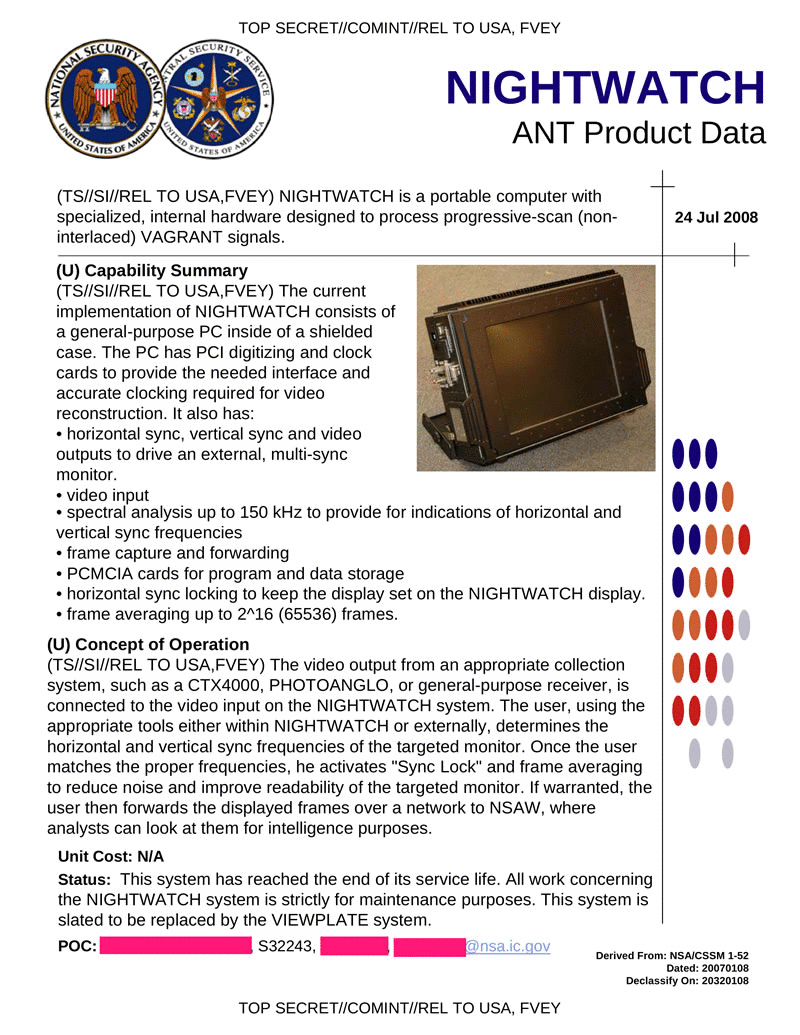 TOP SECRET//COMINT//REL TO USA, FVEY
NATIONAL SECURITY AGENCY
UNITED STATES OF AMERICA
CENTRAL SECURITY SERVICE
UNITED STATES OF AMERICA
NIGHTWATCH
ANT Product Data
(TS//SI//REL TO USA,FVEY) NIGHTWATCH is a portable computer with
specialized, internal hardware designed to process progressive-scan (non-
interlaced) VAGRANT signals.
24 Jul 2008
(U) Capability Summary
(TS//SI//REL TO USA,FVEY) The current
implementation of NIGHTWATCH consists of
a general-purpose PC inside of a shielded
case. The PC has PCI digitizing and clock
cards to provide the needed interface and
accurate clocking required for video
reconstruction. It also has:
• horizontal sync, vertical sync and video
outputs to drive an external, multi-sync
monitor.
• video input
• spectral analysis up to 150 kHz to provide for indications of horizontal and
vertical sync frequencies
• frame capture and forwarding
• PCMCIA cards for program and data storage
• horizontal sync locking to keep the display set on the NIGHTWATCH display.
• frame averaging up to 2^16 (65536) frames.
(U) Concept of Operation
(TS//SI//REL TO USA,FVEY) The video output from an appropriate collection
system, such as a CTX4000, PHOTOANGLO, or general-purpose receiver, is
connected to the video input on the NIGHTWATCH system. The user, using the
appropriate tools either within NIGHTWATCH or externally, determines the
horizontal and vertical sync frequencies of the targeted monitor. Once the user
matches the proper frequencies, he activates "Sync Lock" and frame averaging
to reduce noise and improve readability of the targeted monitor. If warranted, the
user then forwards the displayed frames over a network to NSAW, where
analysts can look at them for intelligence purposes.
Unit Cost: N/A
Status: This system has reached the end of its service life. All work concerning
the NIGHTWATCH system is strictly for maintenance purposes. This system is
slated to be replaced by the VIEWPLATE system.
POC: , S32243, , @nsa.ic.gov
Derived From: NSA/CSSM 1-52
Dated: 20070108
Declassify On: 20320108
TOP SECRET//COMINT//REL TO USA, FVEY